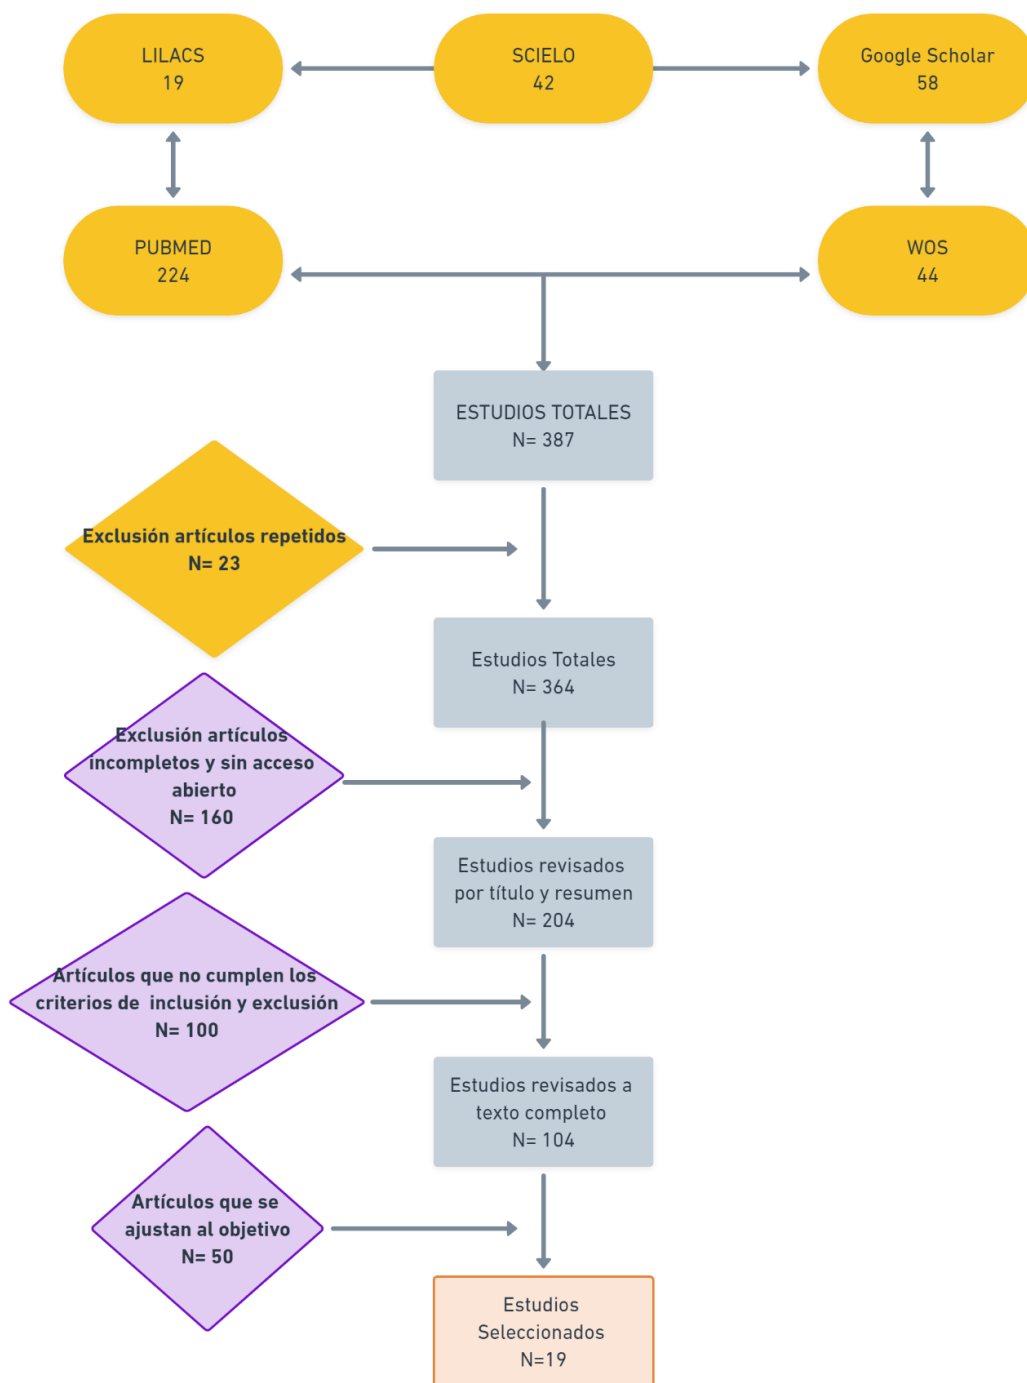 LILACS
19
SCIELO
42
Google Scholar
58
PUBMED
224
WOS
44
ESTUDIOS TOTALES
N= 387
Exclusión artículos repetidos
N= 23
Estudios Totales
N= 364
Exclusión artículos
incompletos y sin acceso
abierto
N= 160
Estudios revisados
por título y resumen
N= 204
Artículos que no cumplen los
criterios de inclusión y exclusión
N= 100
Estudios revisados a
texto completo
N= 104
Artículos que se
ajustan al objetivo
N= 50
Estudios
Seleccionados
N=19